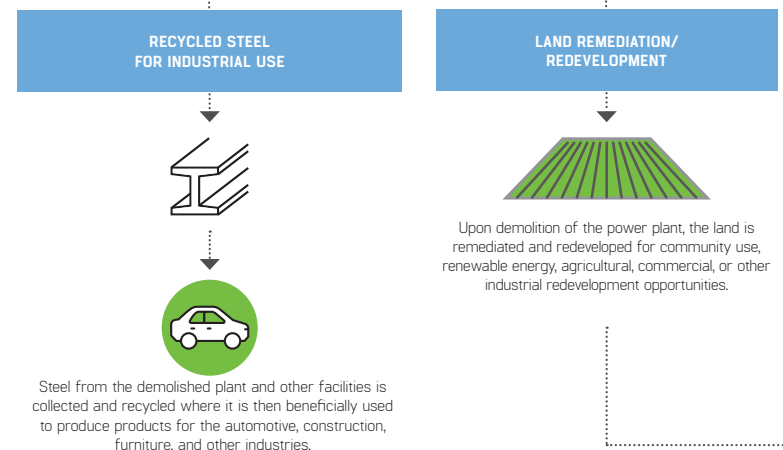 RECYCLED STEEL
FOR INDUSTRIAL USE
Steel from the demolished plant and other facilities is
collected and recycled where it is then beneficially used
to produce products for the automotive, construction,
furniture, and other industries.
LAND REMEDIATION/
REDEVELOPMENT
Upon demolition of the power plant, the land is
remediated and redeveloped for community use,
renewable energy, agricultural, commercial, or other
industrial redevelopment opportunities.